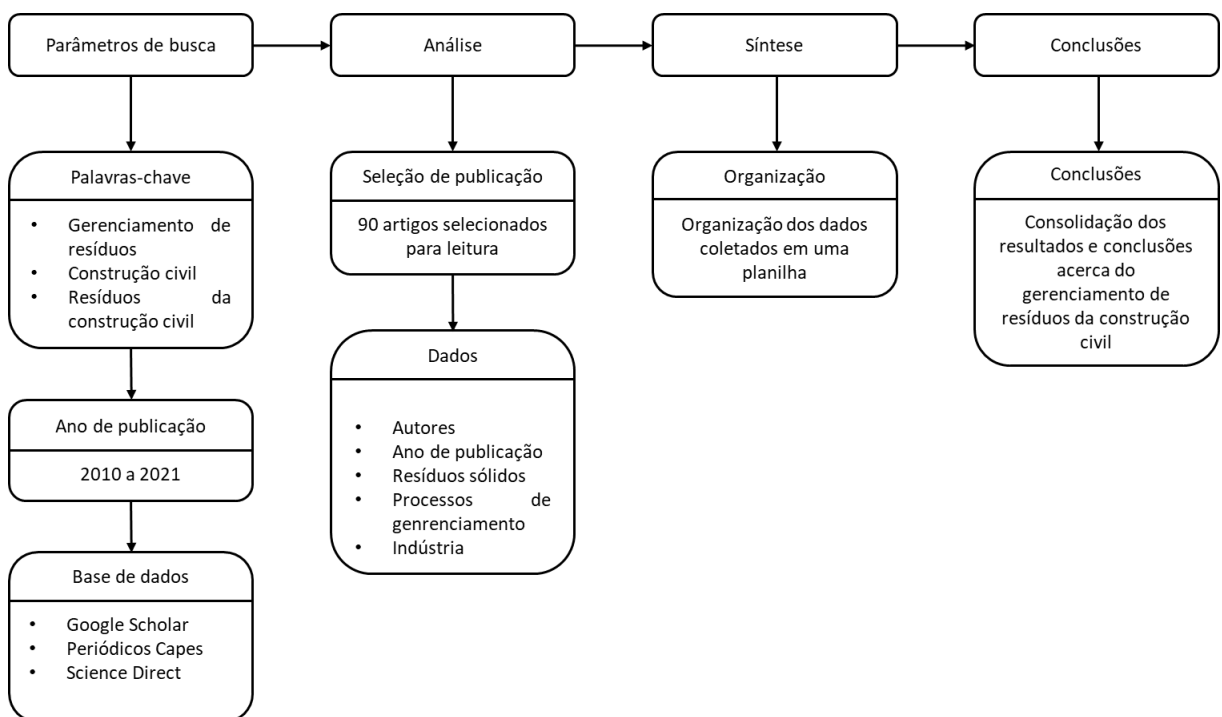 Parâmetros de busca
Análise
Síntese
Conclusões
Palavras-chave
• Gerenciamento de
resíduos
• Construção civil
• Resíduos da
construção civil
Ano de publicação
2010 a 2021
Base de dados
• Google Scholar
• Periódicos Capes
• Science Direct
Seleção de publicação
90 artigos selecionados
para leitura
Dados
• Autores
• Ano de publicação
• Resíduos sólidos
• Processos de
genrenciamento
• Indústria
Organização
Organização dos dados
coletados em uma
planilha
Conclusões
Consolidação dos
resultados e conclusões
acerca do
gerenciamento de
resíduos da construção
civil